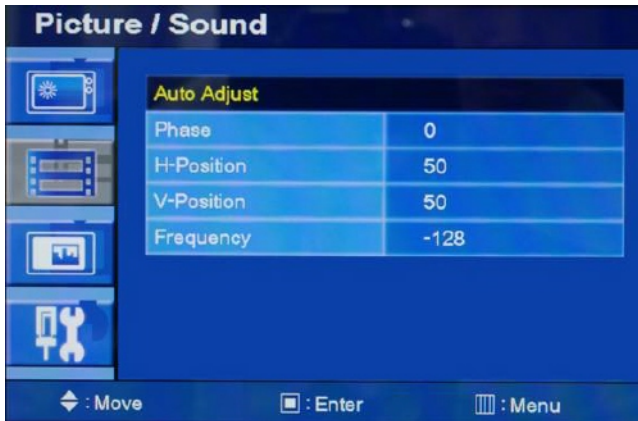 Picture / Sound
Auto Adjust
Phase 0
H-Position 50
V-Position 50
Frequency -128
: Move : Enter : Menu